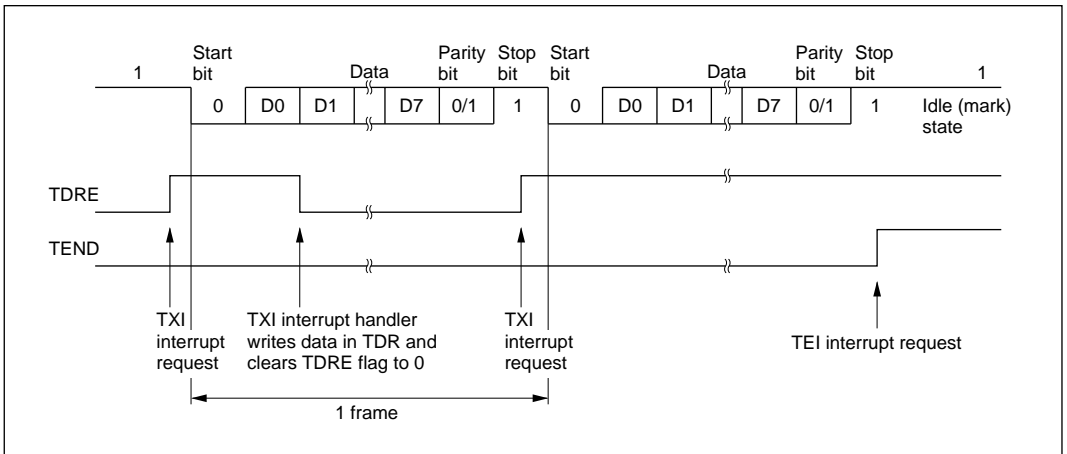 Start Parity Stop Start Parity Stop
1 bit Data bit bit bit Data bit bit 1
0 D0 D1 D7 0/1 1 0 D0 D1 D7 0/1 1 Idle (mark)
state
TDRE
TEND
TXI
interrupt
request
TXI interrupt handler
writes data in TDR and
clears TDRE flag to 0
TXI
interrupt
request
TEI interrupt request
1 frame